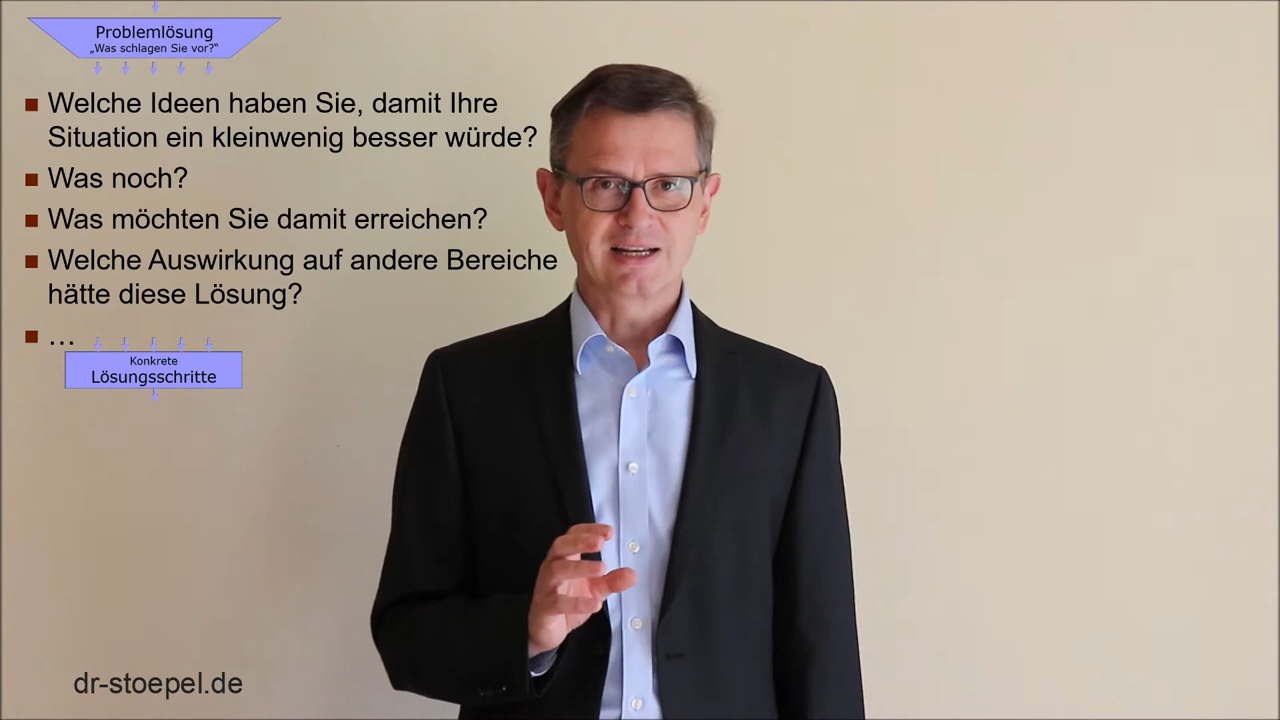 Problemlösung
„Was schlagen Sie vor?“
Welche Ideen haben Sie, damit Ihre
Situation ein kleinwenig besser würde?
Was noch?
Was möchten Sie damit erreichen?
Welche Auswirkung auf andere Bereiche
hätte diese Lösung?
...
Konkrete
Lösungsschritte
dr-stoepel.de